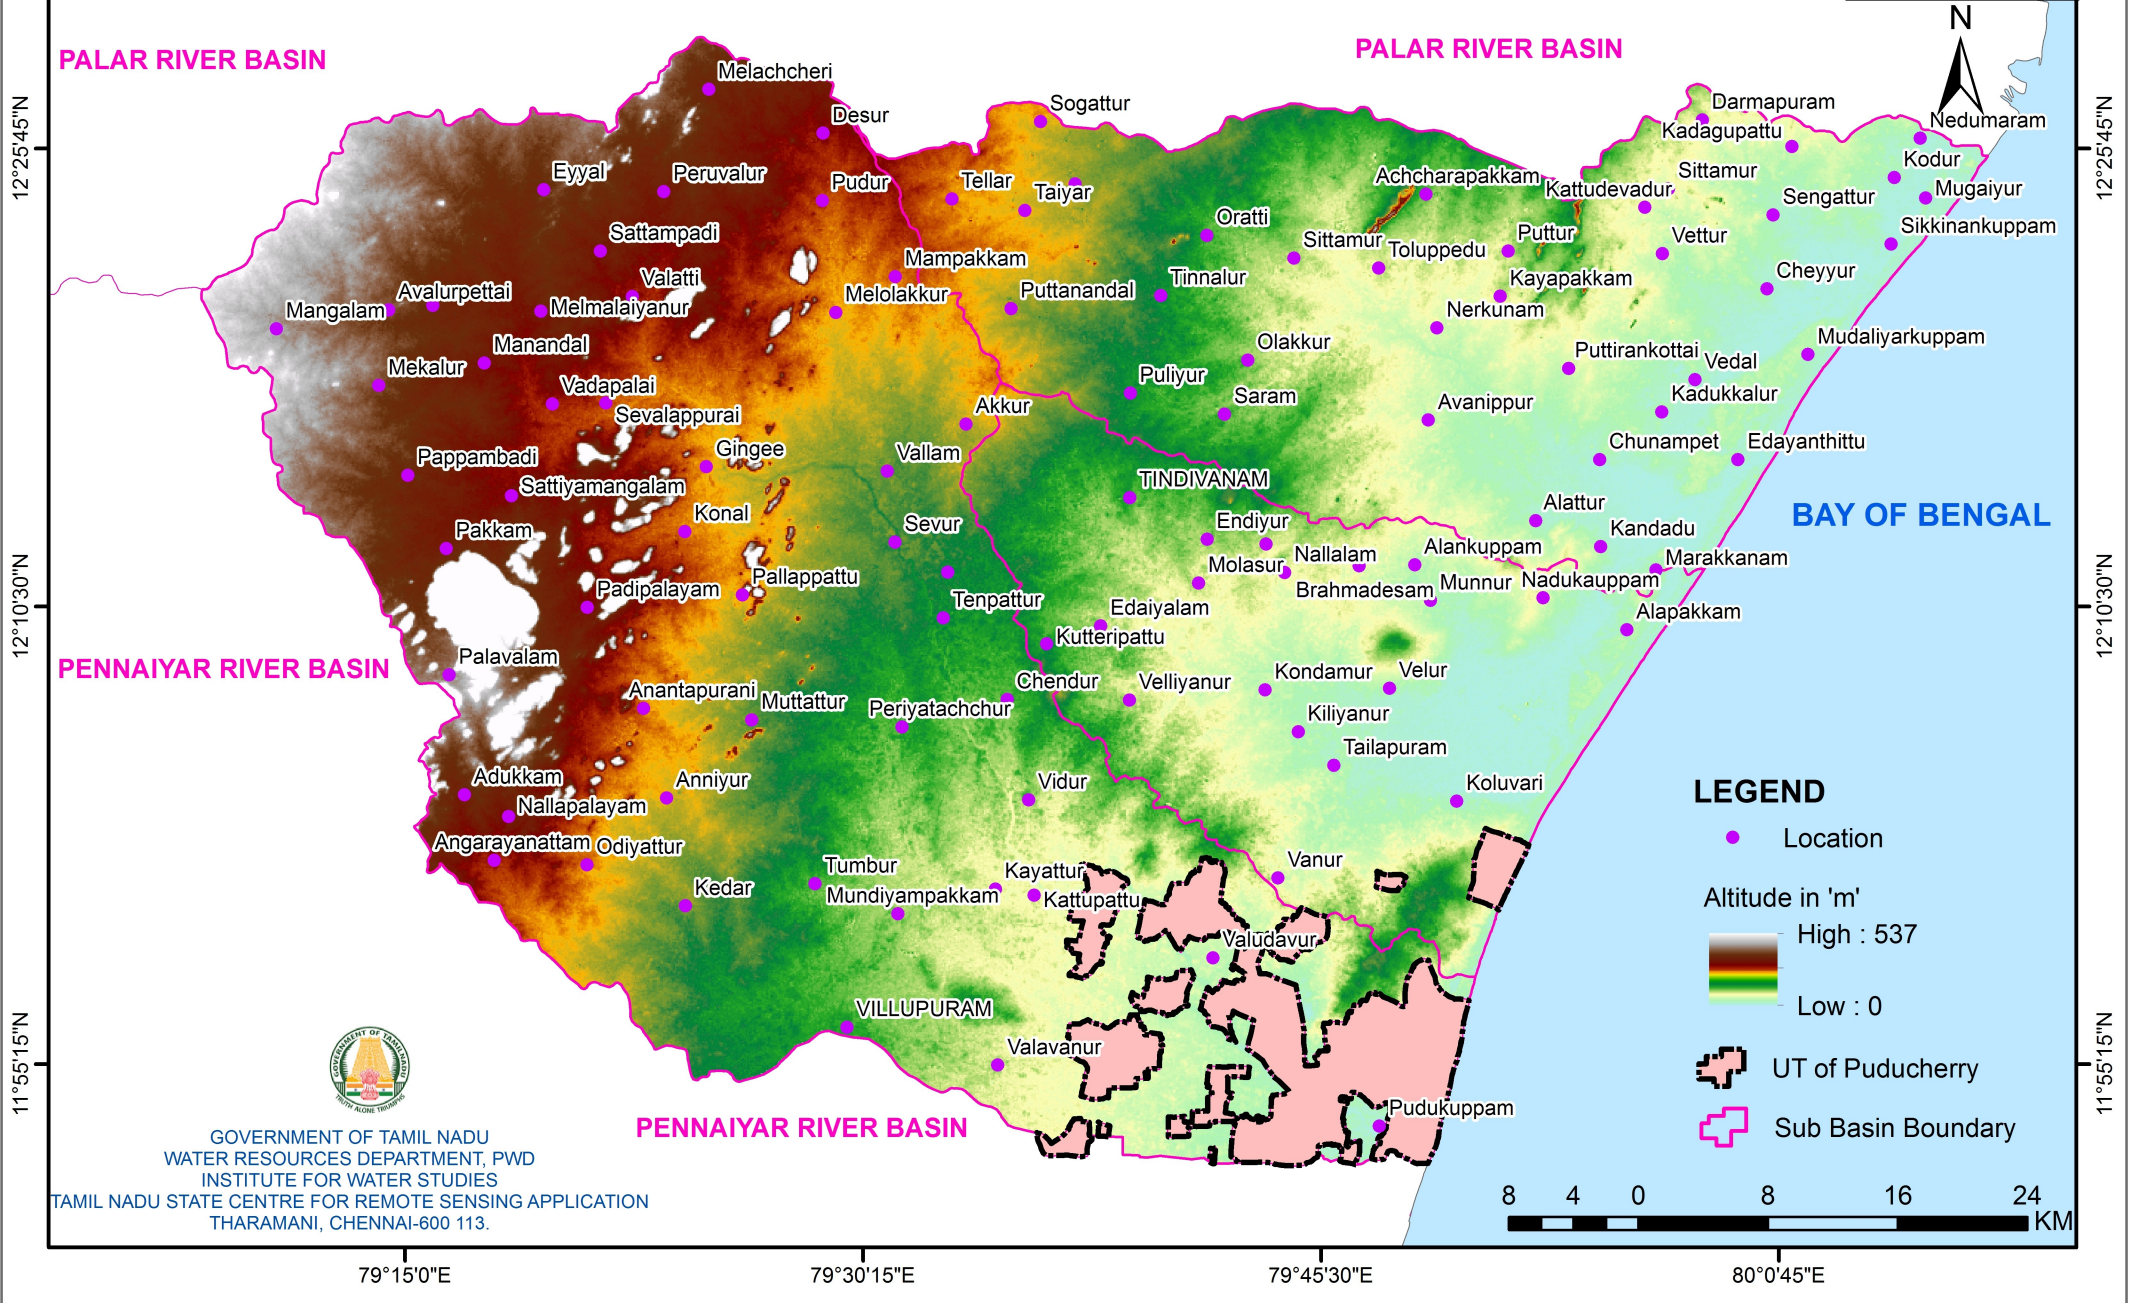 N
PALAR RIVER BASIN
PALAR RIVER BASIN
Melachcheri
Desur
Sogattur
Darmapuram
Kadagupattu
Nedumaram
Eyyal
Peruvalur
Pudur
Tellar
Taiyar
Achcharapakkam
Kattudevadur
Sittamur
Kodur
Mugaiyur
Sengattur
Sattampadi
Oratti
Sittamur
Toluppedu
Puttur
Vettur
Sikkinankuppam
Mampakkam
Valatti
Avalurpettai
Melmalaiyanur
Mangalam
Melolakkur
Puttanandal
Tinnalur
Kayapakkam
Cheyyur
Nerkunam
Manandal
Mekalur
Olakkur
Puttirankottai
Vedal
Mudaliyarkuppam
Vadapalai
Sevalappurai
Puliyur
Saram
Akkur
Avanippur
Kadukkalur
Gingee
Vallam
Chunampet
Edayanthittu
Pappambadi
Sattiyamangalam
TINDIVANAM
Konal
Sevur
Endiyur
Alattur
Kandadu
BAY OF BENGAL
Pakkam
Pallappattu
Padipalayam
Molasur
Nallalam
Alankuppam
Marakkanam
Brahmadesam
Munnur
Nadukauppam
Tenpattur
Edaiyalam
Kutteripattu
Alapakkam
PENNAIYAR RIVER BASIN
Palavalam
Anantapurani
Muttattur
Chendur
Periyatachchur
Velliyanur
Kondamur
Velur
Kiliyanur
Tailapuram
Adukkam
Nallapalayam
Anniyur
Vidur
Koluvari
Angarayanattam
Odiyattur
Kedar
Tumbur
Mundiyampakkam
Kayattur
Kattupattu
Vanur
Valudavur
VILLUPURAM
Valavanur
Pudukuppam
PENNAIYAR RIVER BASIN
LEGEND
Location
Altitude in 'm'
High : 537
Low : 0
UT of Puducherry
Sub Basin Boundary
8 4 0 8 16 24
KM
GOVERNMENT OF TAMILNADU
TRUTH ALONE TRIUMPHS
GOVERNMENT OF TAMIL NADU
WATER RESOURCES DEPARTMENT, PWD
INSTITUTE FOR WATER STUDIES
TAMIL NADU STATE CENTRE FOR REMOTE SENSING APPLICATION
THARAMANI, CHENNAI-600 113.
12°25'45"N
12°10'30"N
11°55'15"N
12°25'45"N
12°10'30"N
11°55'15"N
79°15'0"E
79°30'15"E
79°45'30"E
80°0'45"E